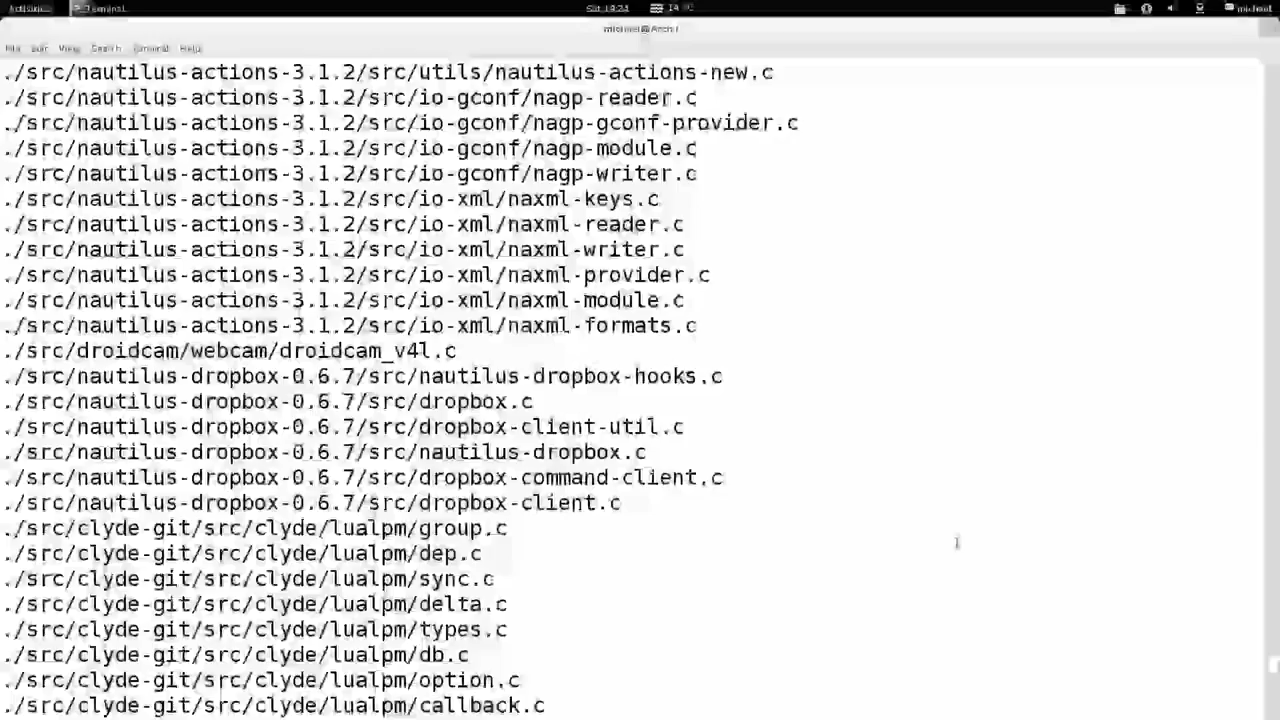 Terminal
michael
michael@Arch:~
File Edit View Search Terminal Help
./src/nautilus-actions-3.1.2/src/utils/nautilus-actions-new.c
./src/nautilus-actions-3.1.2/src/io-gconf/nagp-reader.c
./src/nautilus-actions-3.1.2/src/io-gconf/nagp-gconf-provider.c
./src/nautilus-actions-3.1.2/src/io-gconf/nagp-module.c
./src/nautilus-actions-3.1.2/src/io-gconf/nagp-writer.c
./src/nautilus-actions-3.1.2/src/io-xml/naxml-keys.c
./src/nautilus-actions-3.1.2/src/io-xml/naxml-reader.c
./src/nautilus-actions-3.1.2/src/io-xml/naxml-writer.c
./src/nautilus-actions-3.1.2/src/io-xml/naxml-provider.c
./src/nautilus-actions-3.1.2/src/io-xml/naxml-module.c
./src/nautilus-actions-3.1.2/src/io-xml/naxml-formats.c
./src/droidcam/webcam/droidcam_v4l.c
./src/nautilus-dropbox-0.6.7/src/nautilus-dropbox-hooks.c
./src/nautilus-dropbox-0.6.7/src/dropbox.c
./src/nautilus-dropbox-0.6.7/src/dropbox-client-util.c
./src/nautilus-dropbox-0.6.7/src/nautilus-dropbox.c
./src/nautilus-dropbox-0.6.7/src/dropbox-command-client.c
./src/nautilus-dropbox-0.6.7/src/dropbox-client.c
./src/clyde-git/src/clyde/lualpm/group.c
./src/clyde-git/src/clyde/lualpm/dep.c
./src/clyde-git/src/clyde/lualpm/sync.c
./src/clyde-git/src/clyde/lualpm/delta.c
./src/clyde-git/src/clyde/lualpm/types.c
./src/clyde-git/src/clyde/lualpm/db.c
./src/clyde-git/src/clyde/lualpm/option.c
./src/clyde-git/src/clyde/lualpm/callback.c